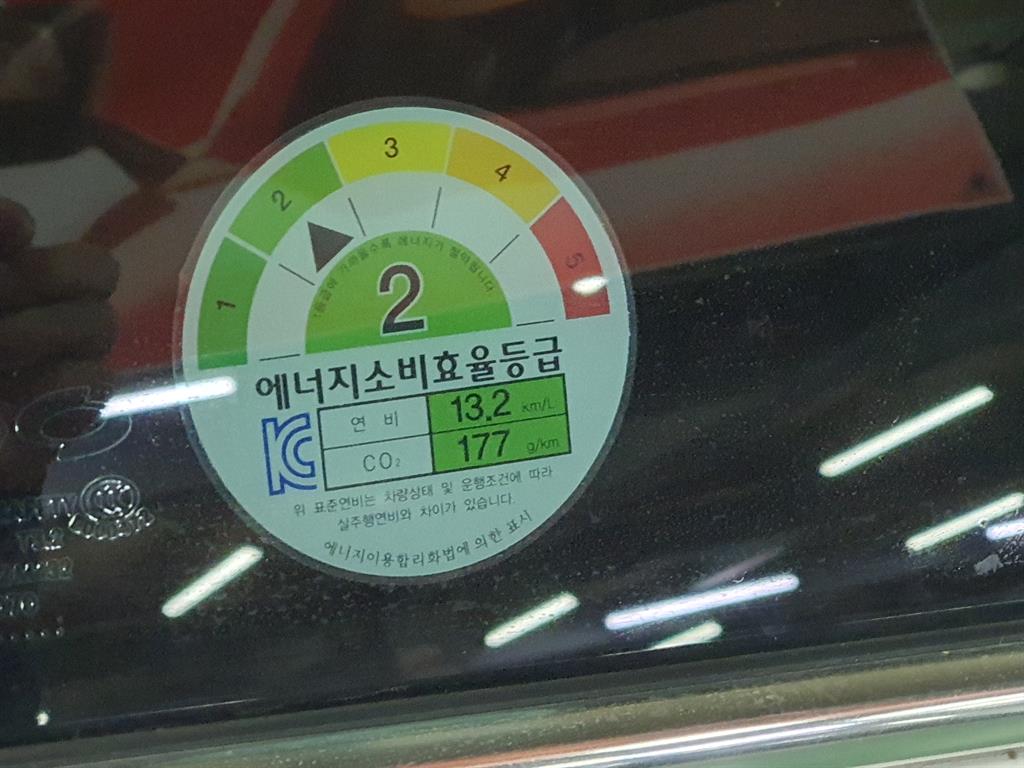 1
2
3
4
5
등급이 가까울수록 에너지가 절약됩니다.
2
에너지소비효율등급
연 비 13.2 km/L
CO₂ 177 g/km
위 표준연비는 차량상태 및 운행조건에 따라
실주행연비와 차이가 있습니다.
에너지이용합리화법에 의한 표시